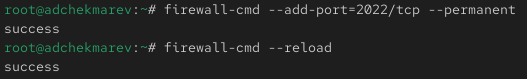 root@adchekmarev:~# firewall-cmd --add-port=2022/tcp --permanent
success
root@adchekmarev:~# firewall-cmd --reload
success